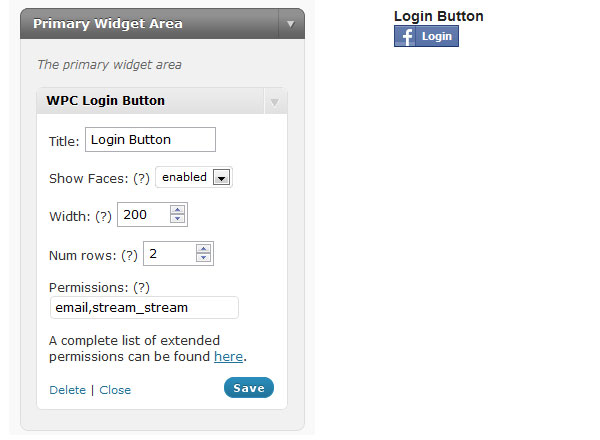 Primary Widget Area
The primary widget area
WPC Login Button
Title: Login Button
Show Faces: (?) enabled
Width: (?) 200
Num rows: (?) 2
Permissions: (?)
email,stream_stream
A complete list of extended
permissions can be found here.
Delete | Close Save
Login Button
f Login